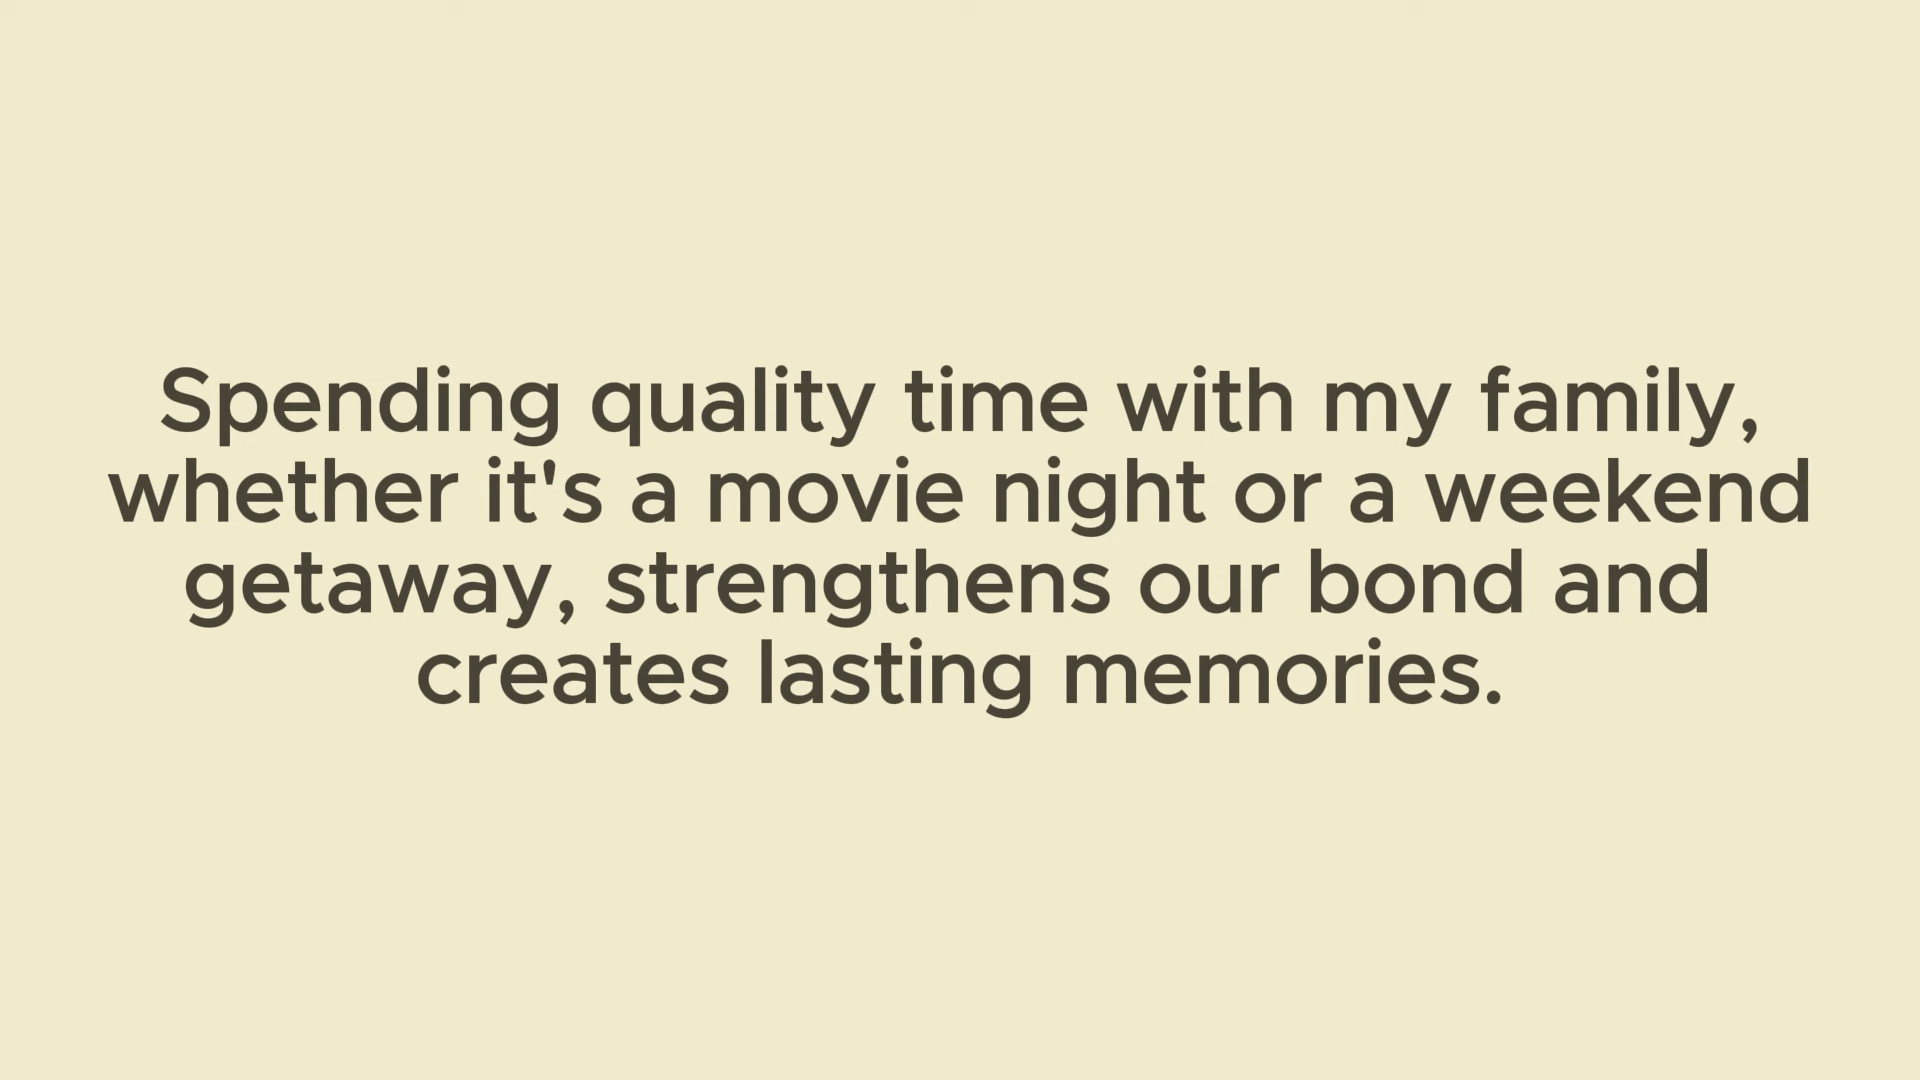 Spending quality time with my family,
whether it's a movie night or a weekend
getaway, strengthens our bond and
creates lasting memories.